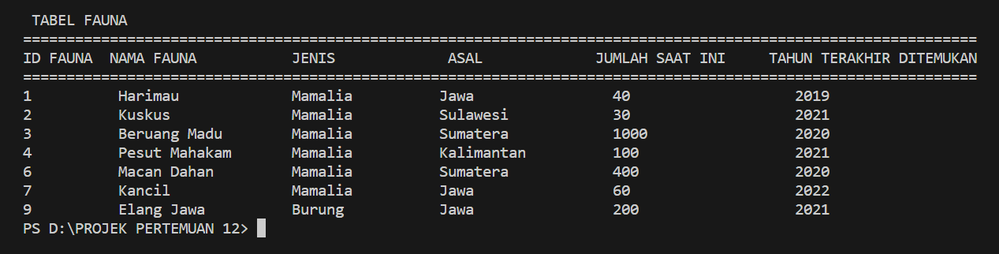 TABEL FAUNA
==============================================================================================================
ID FAUNA  NAMA FAUNA           JENIS             ASAL             JUMLAH SAAT INI     TAHUN TERAKHIR DITEMUKAN
==============================================================================================================
1          Harimau             Mamalia          Jawa                40                   2019
2          Kuskus              Mamalia          Sulawesi            30                   2021
3          Beruang Madu        Mamalia          Sumatera            1000                 2020
4          Pesut Mahakam       Mamalia          Kalimantan          100                  2021
6          Macan Dahan         Mamalia          Sumatera            400                  2020
7          Kancil              Mamalia          Jawa                60                   2022
9          Elang Jawa          Burung           Jawa                200                  2021
PS D:\PROJEK PERTEMUAN 12>